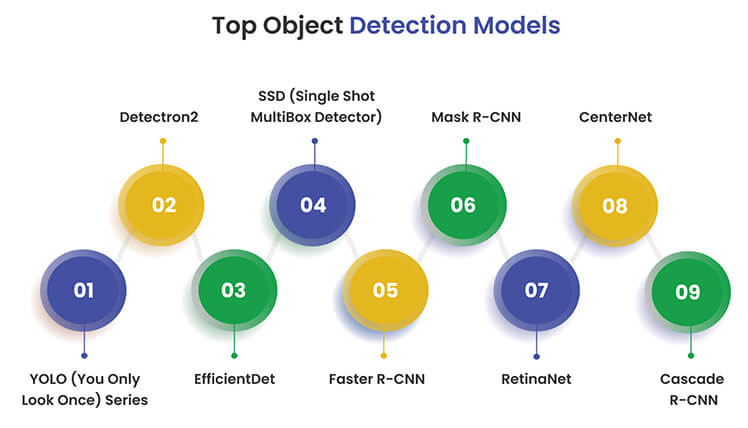 Top Object Detection Models
01
YOLO (You Only
Look Once) Series
02
Detectron2
03
EfficientDet
04
SSD (Single Shot
MultiBox Detector)
05
Faster R-CNN
06
Mask R-CNN
07
RetinaNet
08
CenterNet
09
Cascade
R-CNN